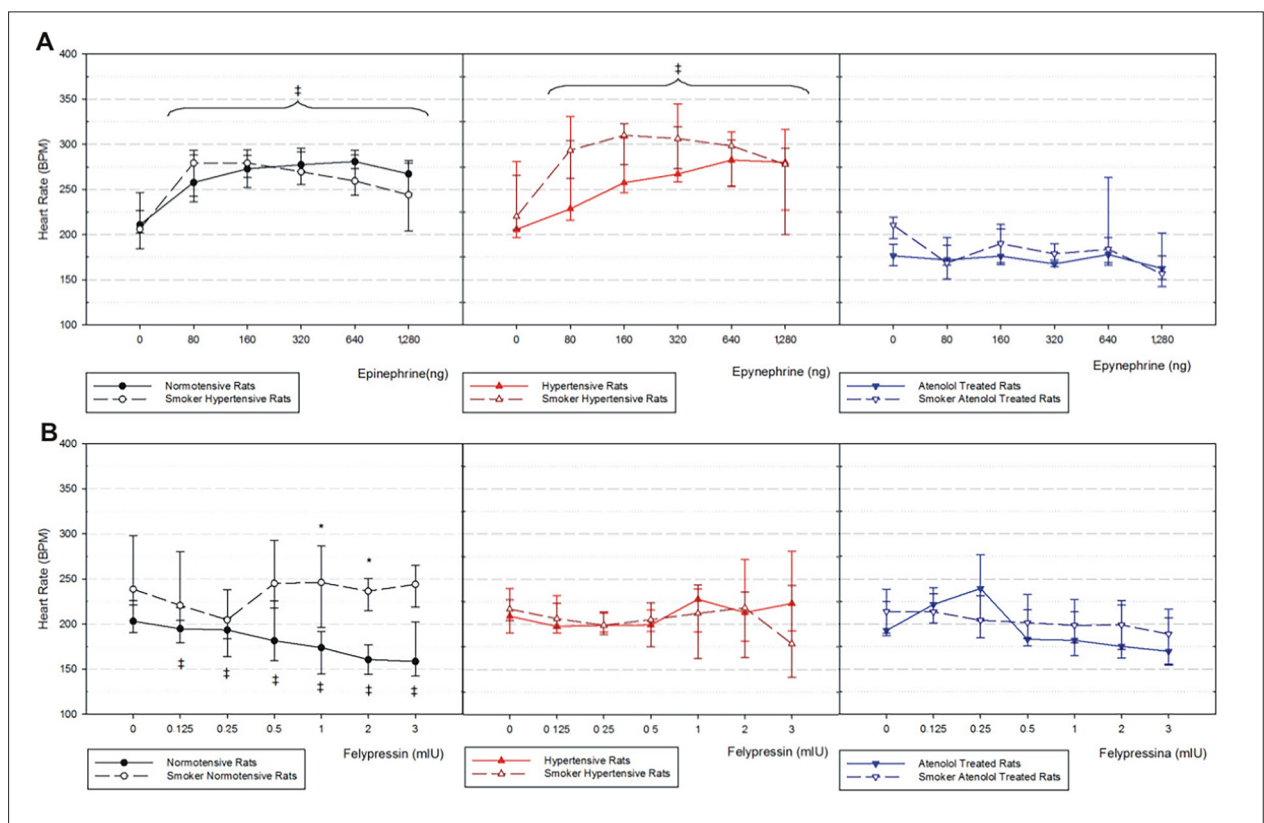 A
400
350
300
250
200
150
100
Heart Rate (BPM)
‡
‡
0 80 160 320 640 1,280
0 80 160 320 640 1,280
0 80 160 320 640 1,280
Epinephrine(ng)
Epynephrine (ng)
Epynephrine (ng)
Normotensive Rats
Smoker Hypertensive Rats
Hypertensive Rats
Smoker Hypertensive Rats
Atenolol Treated Rats
Smoker Atenolol Treated Rats
B
400
350
300
250
200
150
100
Heart Rate (BPM)
* *
‡ ‡ ‡ ‡ ‡ ‡
0 0.125 0.25 0.5 1 2 3
0 0.125 0.25 0.5 1 2 3
0 0.125 0.25 0.5 1 2 3
Felypressin (mIU)
Felypressin (mIU)
Felypressina (mIU)
Normotensive Rats
Smoker Normotensive Rats
Hypertensive Rats
Smoker Hypertensive Rats
Atenolol Treated Rats
Smoker Atenolol Treated Rats